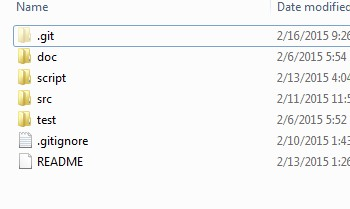 Name Date modified
.git 2/16/2015 9:26
doc 2/6/2015 5:54
script 2/13/2015 4:04
src 2/11/2015 11:5
test 2/6/2015 5:52
.gitignore 2/10/2015 1:43
README 2/13/2015 1:26